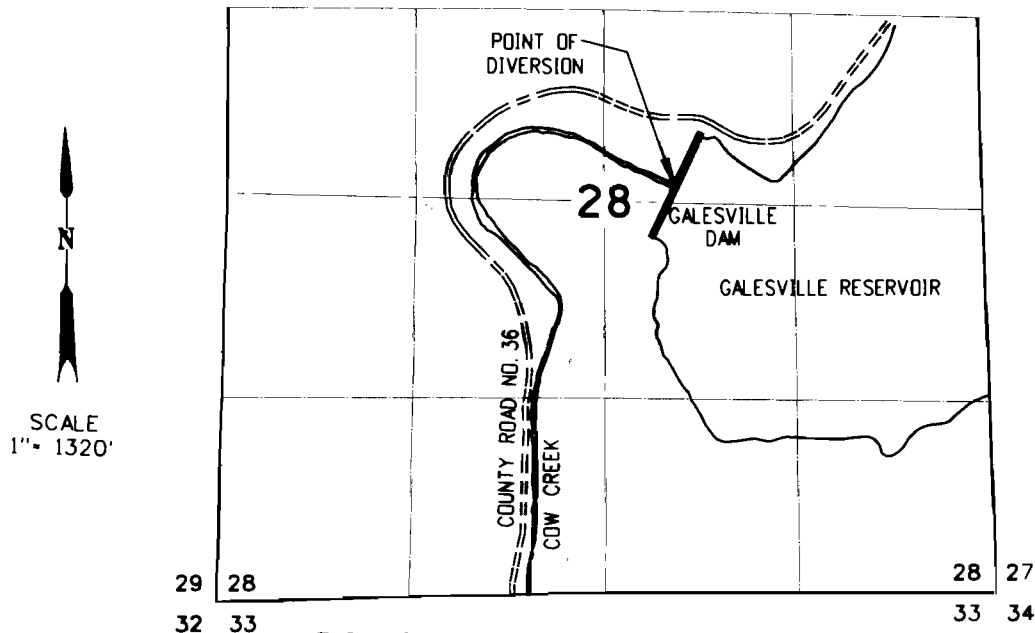 POINT OF
DIVERSION
28
GALESVILLE
DAM
GALESVILLE RESERVOIR
N
SCALE
1"= 1320'
COUNTY ROAD NO. 36
COW CREEK
29 28
28 27
32 33
33 34